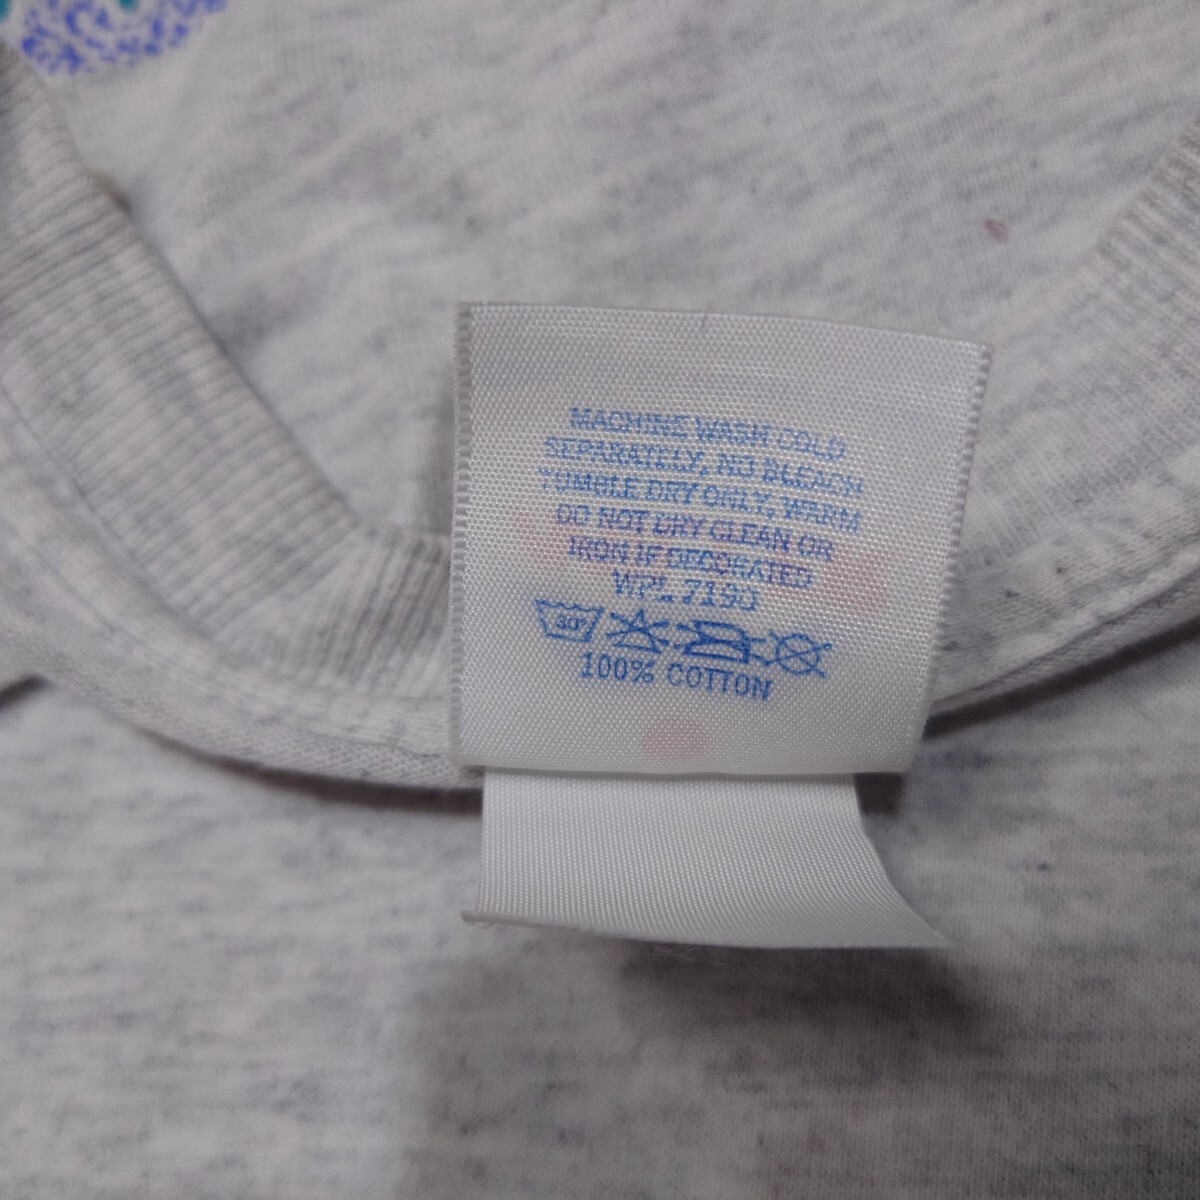 MACHINE WASH COLD
SEPARATELY, NO BLEACH
TUMBLE DRY ONLY, WARM
DO NOT DRY CLEAN OR
IRON IF DECORATED
WPL 7190
30°
100% COTTON